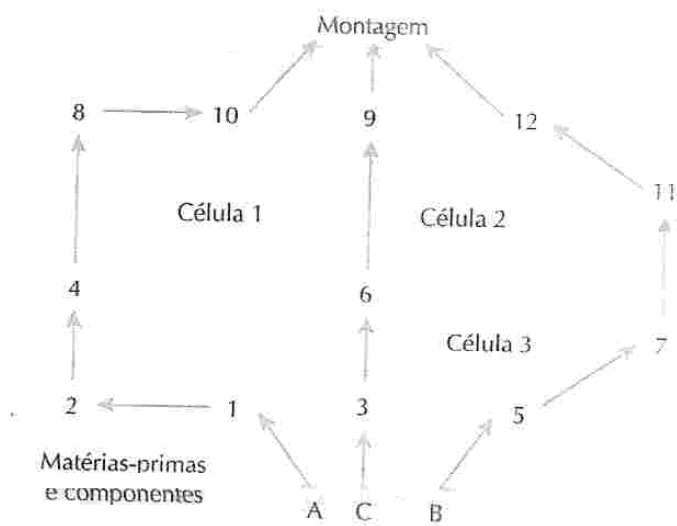 Montagem
8 10 9 12
11
Célula 1 Célula 2
4 6
Célula 3 7
2 1 3 5
Matérias-primas
e componentes
A C B